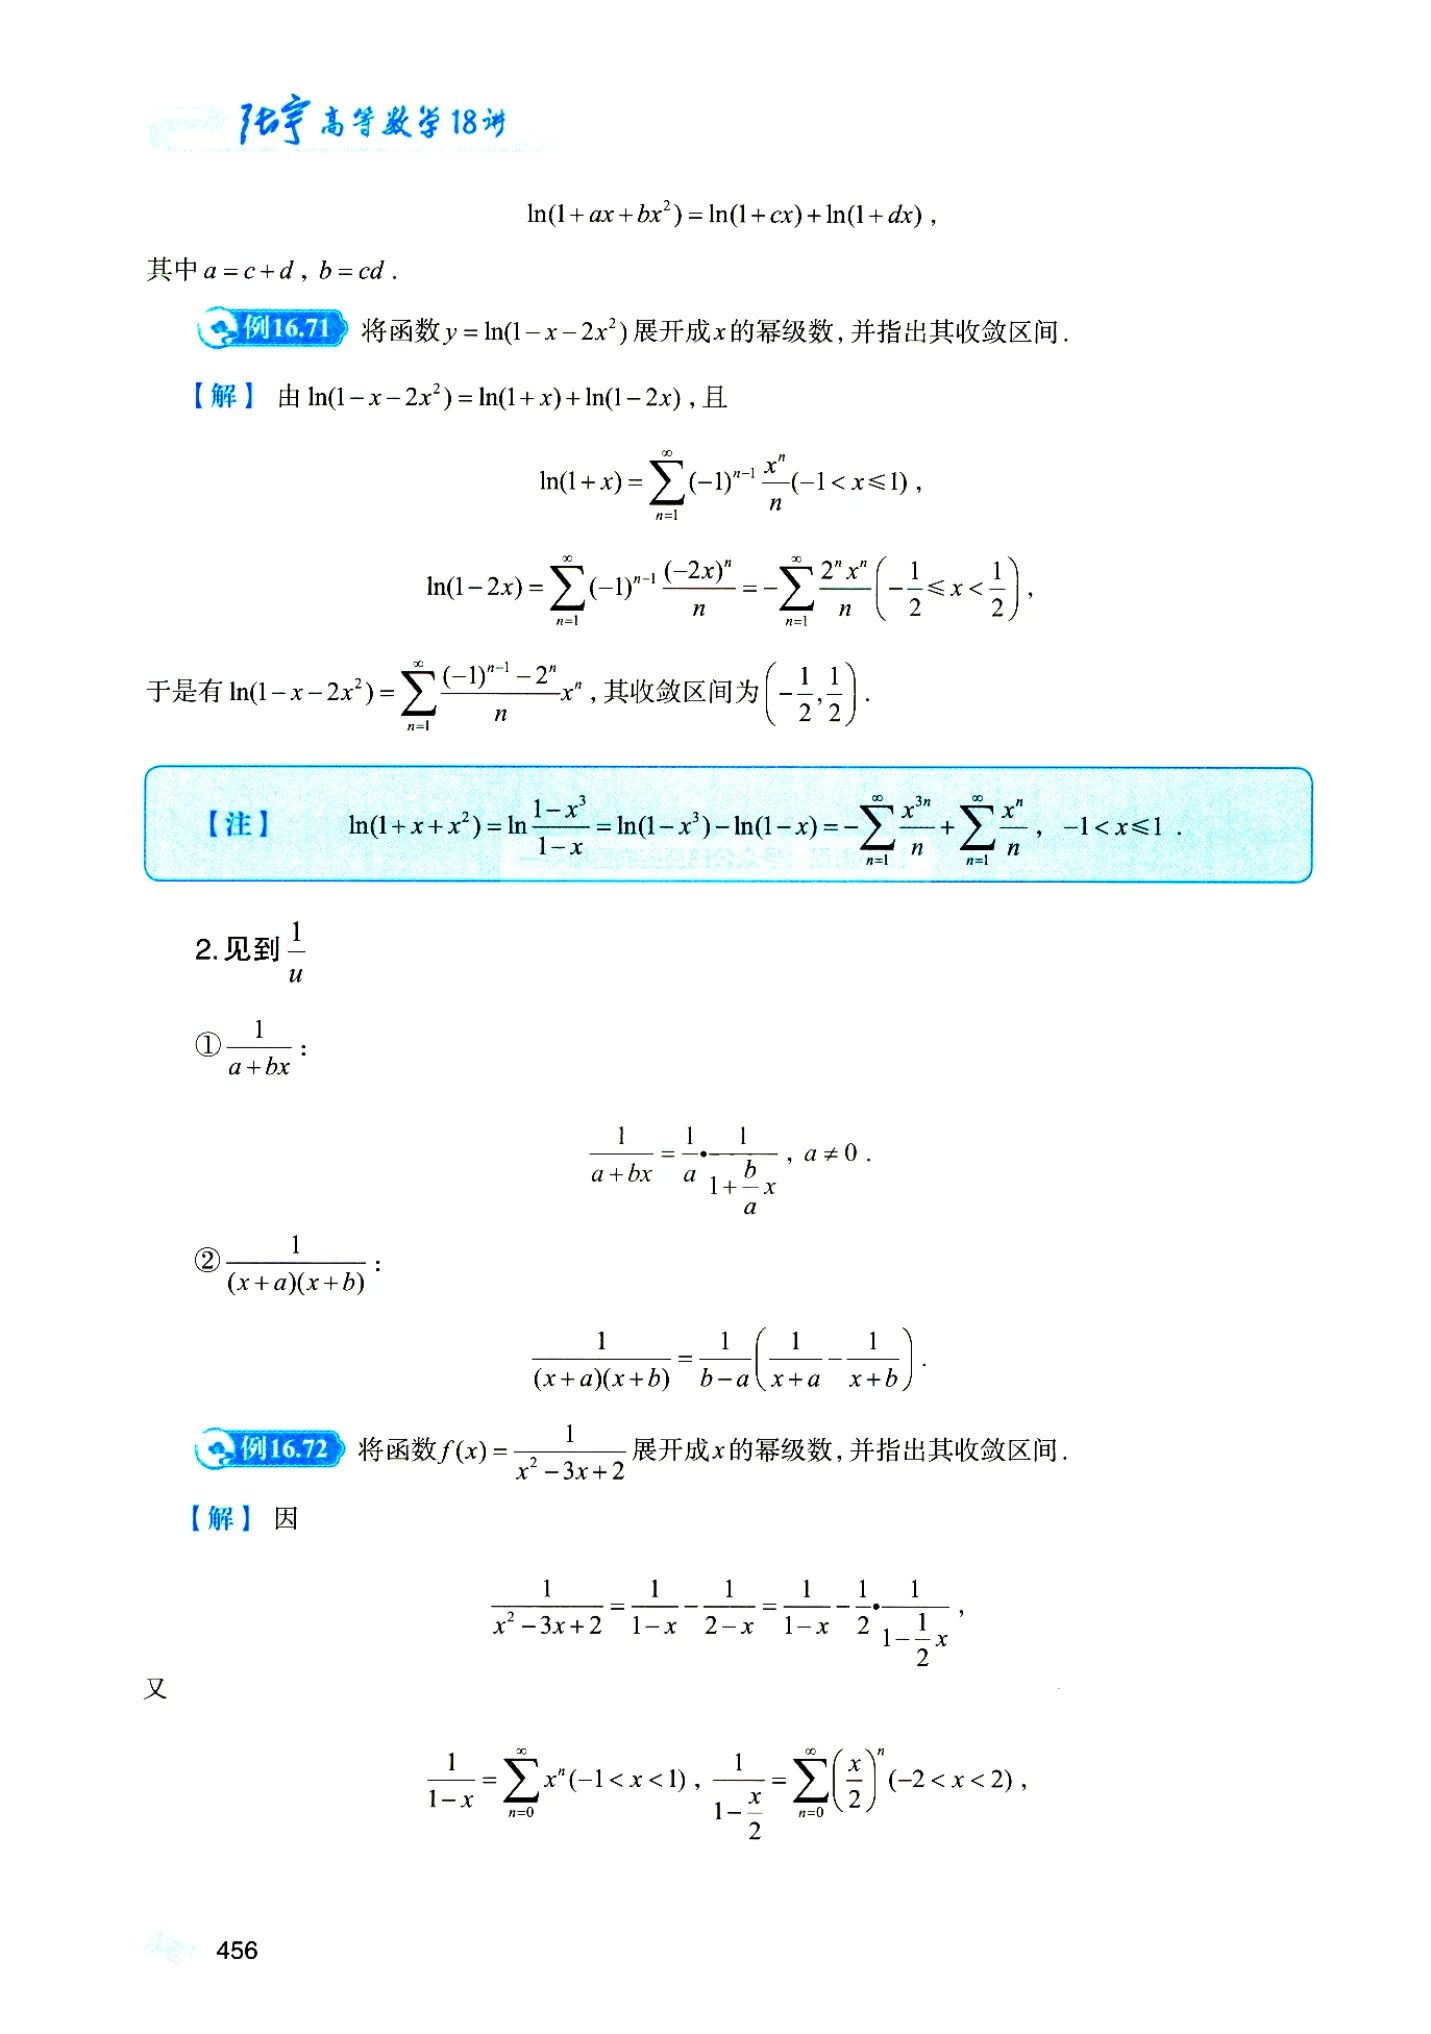 张宇高等数学18讲
ln(1+ax+bx²)=ln(1+cx)+ln(1+dx),
其中a=c+d, b=cd.
例16.71 将函数y=ln(1-x-2x²)展开成x的幂级数,并指出其收敛区间.
【解】 由ln(1-x-2x²)=ln(1+x)+ln(1-2x),且
$\ln(1+x)=\sum_{n=1}^{\infty}(-1)^{n-1}\frac{x^n}{n}(-1<x\leqslant 1)$,
$\ln(1-2x)=\sum_{n=1}^{\infty}(-1)^{n-1}\frac{(-2x)^n}{n}=-\sum_{n=1}^{\infty}\frac{2^n x^n}{n}\left(-\frac{1}{2}\leqslant x<\frac{1}{2}\right)$,
于是有$\ln(1-x-2x^2)=\sum_{n=1}^{\infty}\frac{(-1)^{n-1}-2^n}{n}x^n$,其收敛区间为$\left(-\frac{1}{2},\frac{1}{2}\right)$.
【注】 $\ln(1+x+x^2)=\ln\frac{1-x^3}{1-x}=\ln(1-x^3)-\ln(1-x)=-\sum_{n=1}^{\infty}\frac{x^{3n}}{n}+\sum_{n=1}^{\infty}\frac{x^n}{n}$, $-1<x\leqslant 1$.
2.见到$\frac{1}{u}$
①$\frac{1}{a+bx}$:
$\frac{1}{a+bx}=\frac{1}{a}\bullet\frac{1}{1+\frac{b}{a}x}$, $a\neq 0$.
②$\frac{1}{(x+a)(x+b)}$:
$\frac{1}{(x+a)(x+b)}=\frac{1}{b-a}\left(\frac{1}{x+a}-\frac{1}{x+b}\right)$.
例16.72 将函数$f(x)=\frac{1}{x^2-3x+2}$展开成x的幂级数,并指出其收敛区间.
【解】 因
$\frac{1}{x^2-3x+2}=\frac{1}{1-x}-\frac{1}{2-x}=\frac{1}{1-x}-\frac{1}{2}\bullet\frac{1}{1-\frac{1}{2}x}$,
又
$\frac{1}{1-x}=\sum_{n=0}^{\infty}x^n(-1<x<1)$, $\frac{1}{1-\frac{x}{2}}=\sum_{n=0}^{\infty}\left(\frac{x}{2}\right)^n(-2<x<2)$,
456